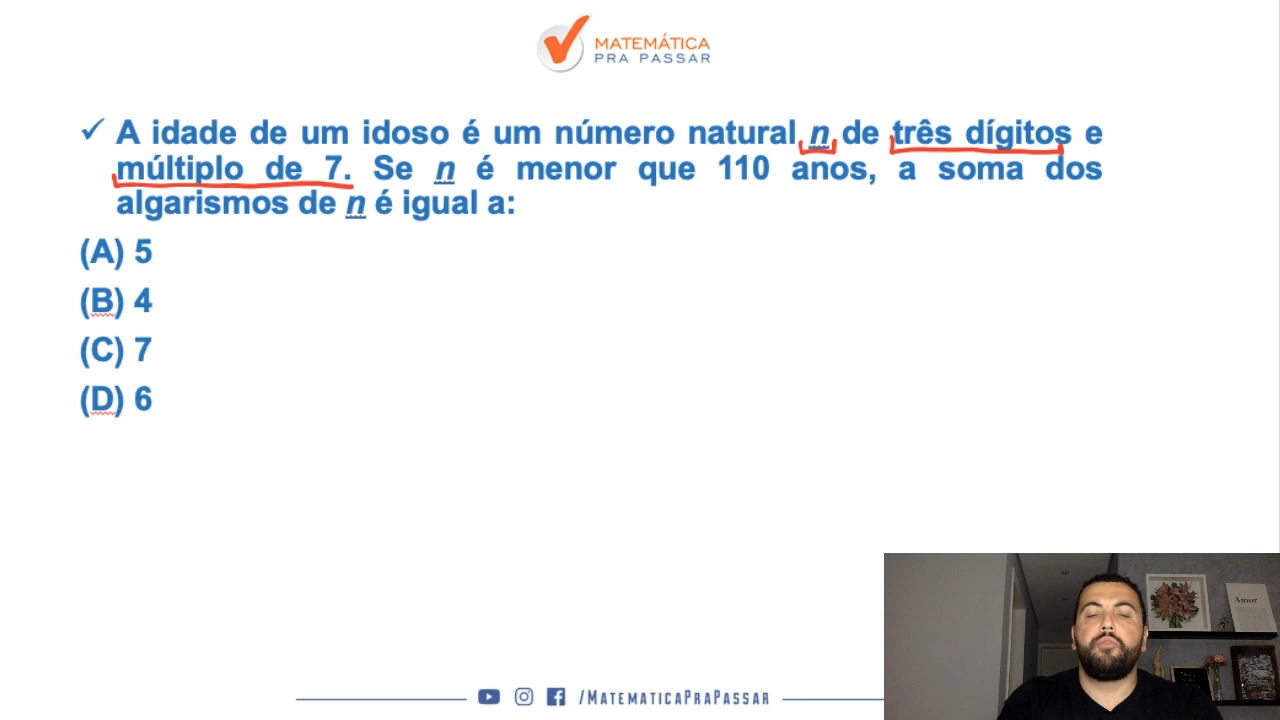 MATEMÁTICA
PRA PASSAR
✓ A idade de um idoso é um número natural n de três dígitos e
múltiplo de 7. Se n é menor que 110 anos, a soma dos
algarismos de n é igual a:
(A) 5
(B) 4
(C) 7
(D) 6
Amor
/MATEMATICAPRAPASSAR